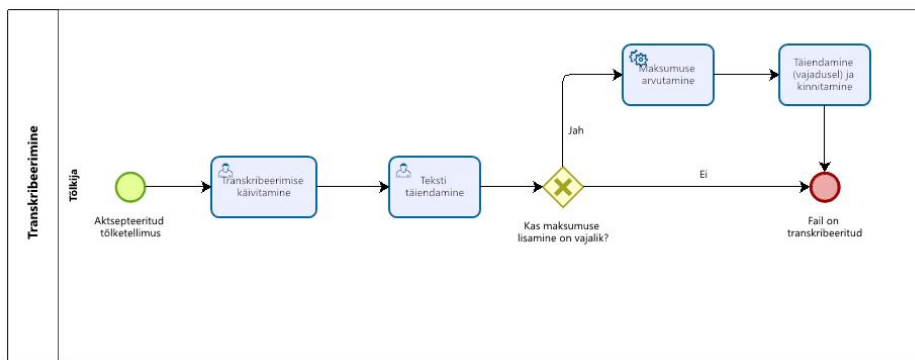 Transkribeerimine
Tõlkija
Aktsepteeritud
tõlketellimus
Transkribeerimise
käivitamine
Teksti
täiendamine
Kas maksumuse
lisamine on vajalik?
Jah
Maksumuse
arvutamine
Täiendamine
(vajadusel) ja
kinnitamine
Ei
Fail on
transkribeeritud